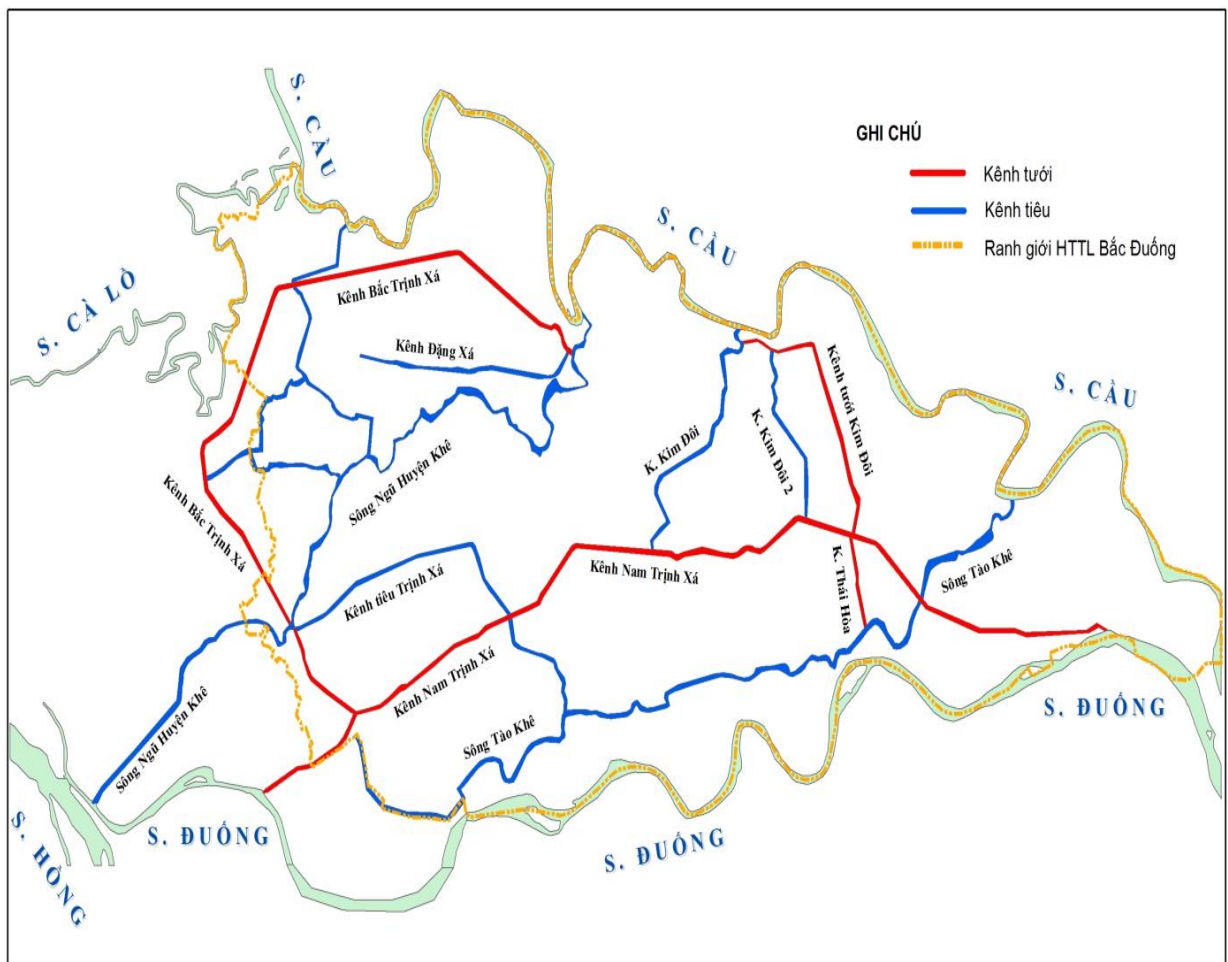 S. CẦU
GHI CHÚ
Kênh tưới
Kênh tiêu
Ranh giới HTTL Bắc Đuống
S. CẦU
S. CÀ LỒ
Kênh Bắc Trịnh Xá
Kênh Đặng Xá
Kênh tưới Kim Đôi
S. CẦU
K. Kim Đôi
K. Kim Đôi 2
Sông Ngũ Huyện Khê
Kênh Bắc Trịnh Xá
Kênh tiêu Trịnh Xá
Kênh Nam Trịnh Xá
K. Thái Hòa
Sông Tào Khê
Kênh Nam Trịnh Xá
Sông Ngũ Huyện Khê
Sông Tào Khê
S. ĐUỐNG
S. HỒNG
S. ĐUỐNG
S. ĐUỐNG